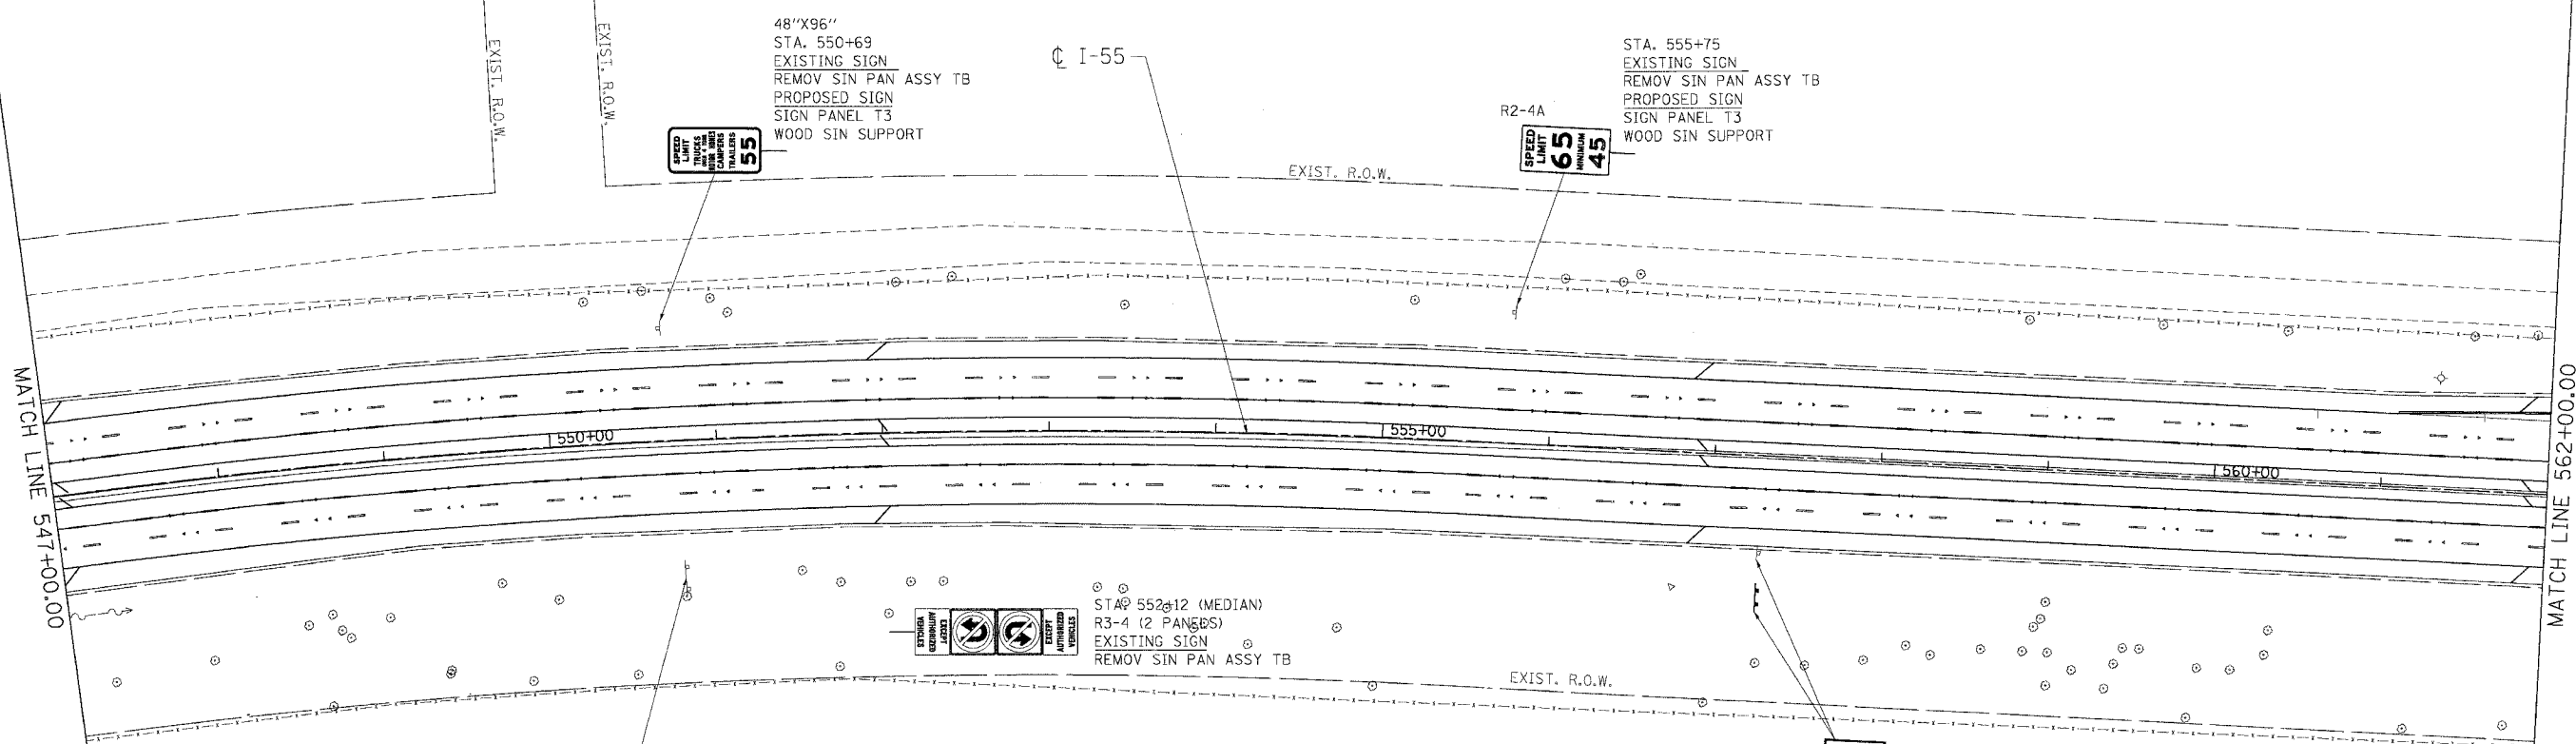 48"X96"
STA. 550+69
EXISTING SIGN
REMOV SIN PAN ASSY TB
PROPOSED SIGN
SIGN PANEL T3
WOOD SIN SUPPORT
SPEED
LIMIT
TRUCKS
MOTOR HOMES
CAMPERS
TRAILERS
55
EXIST. R.O.W.
EXIST. R.O.W.
℄ I-55
STA. 555+75
EXISTING SIGN
REMOV SIN PAN ASSY TB
PROPOSED SIGN
SIGN PANEL T3
WOOD SIN SUPPORT
R2-4A
SPEED
LIMIT
65
MINIMUM
45
EXIST. R.O.W.
MATCH LINE 547+00.00
550+00
555+00
560+00
MATCH LINE 562+00.00
AUTHORIZED
VEHICLES
EXCEPT
EXCEPT
AUTHORIZED
VEHICLES
STA. 552+12 (MEDIAN)
R3-4 (2 PANELS)
EXISTING SIGN
REMOV SIN PAN ASSY TB
EXIST. R.O.W.